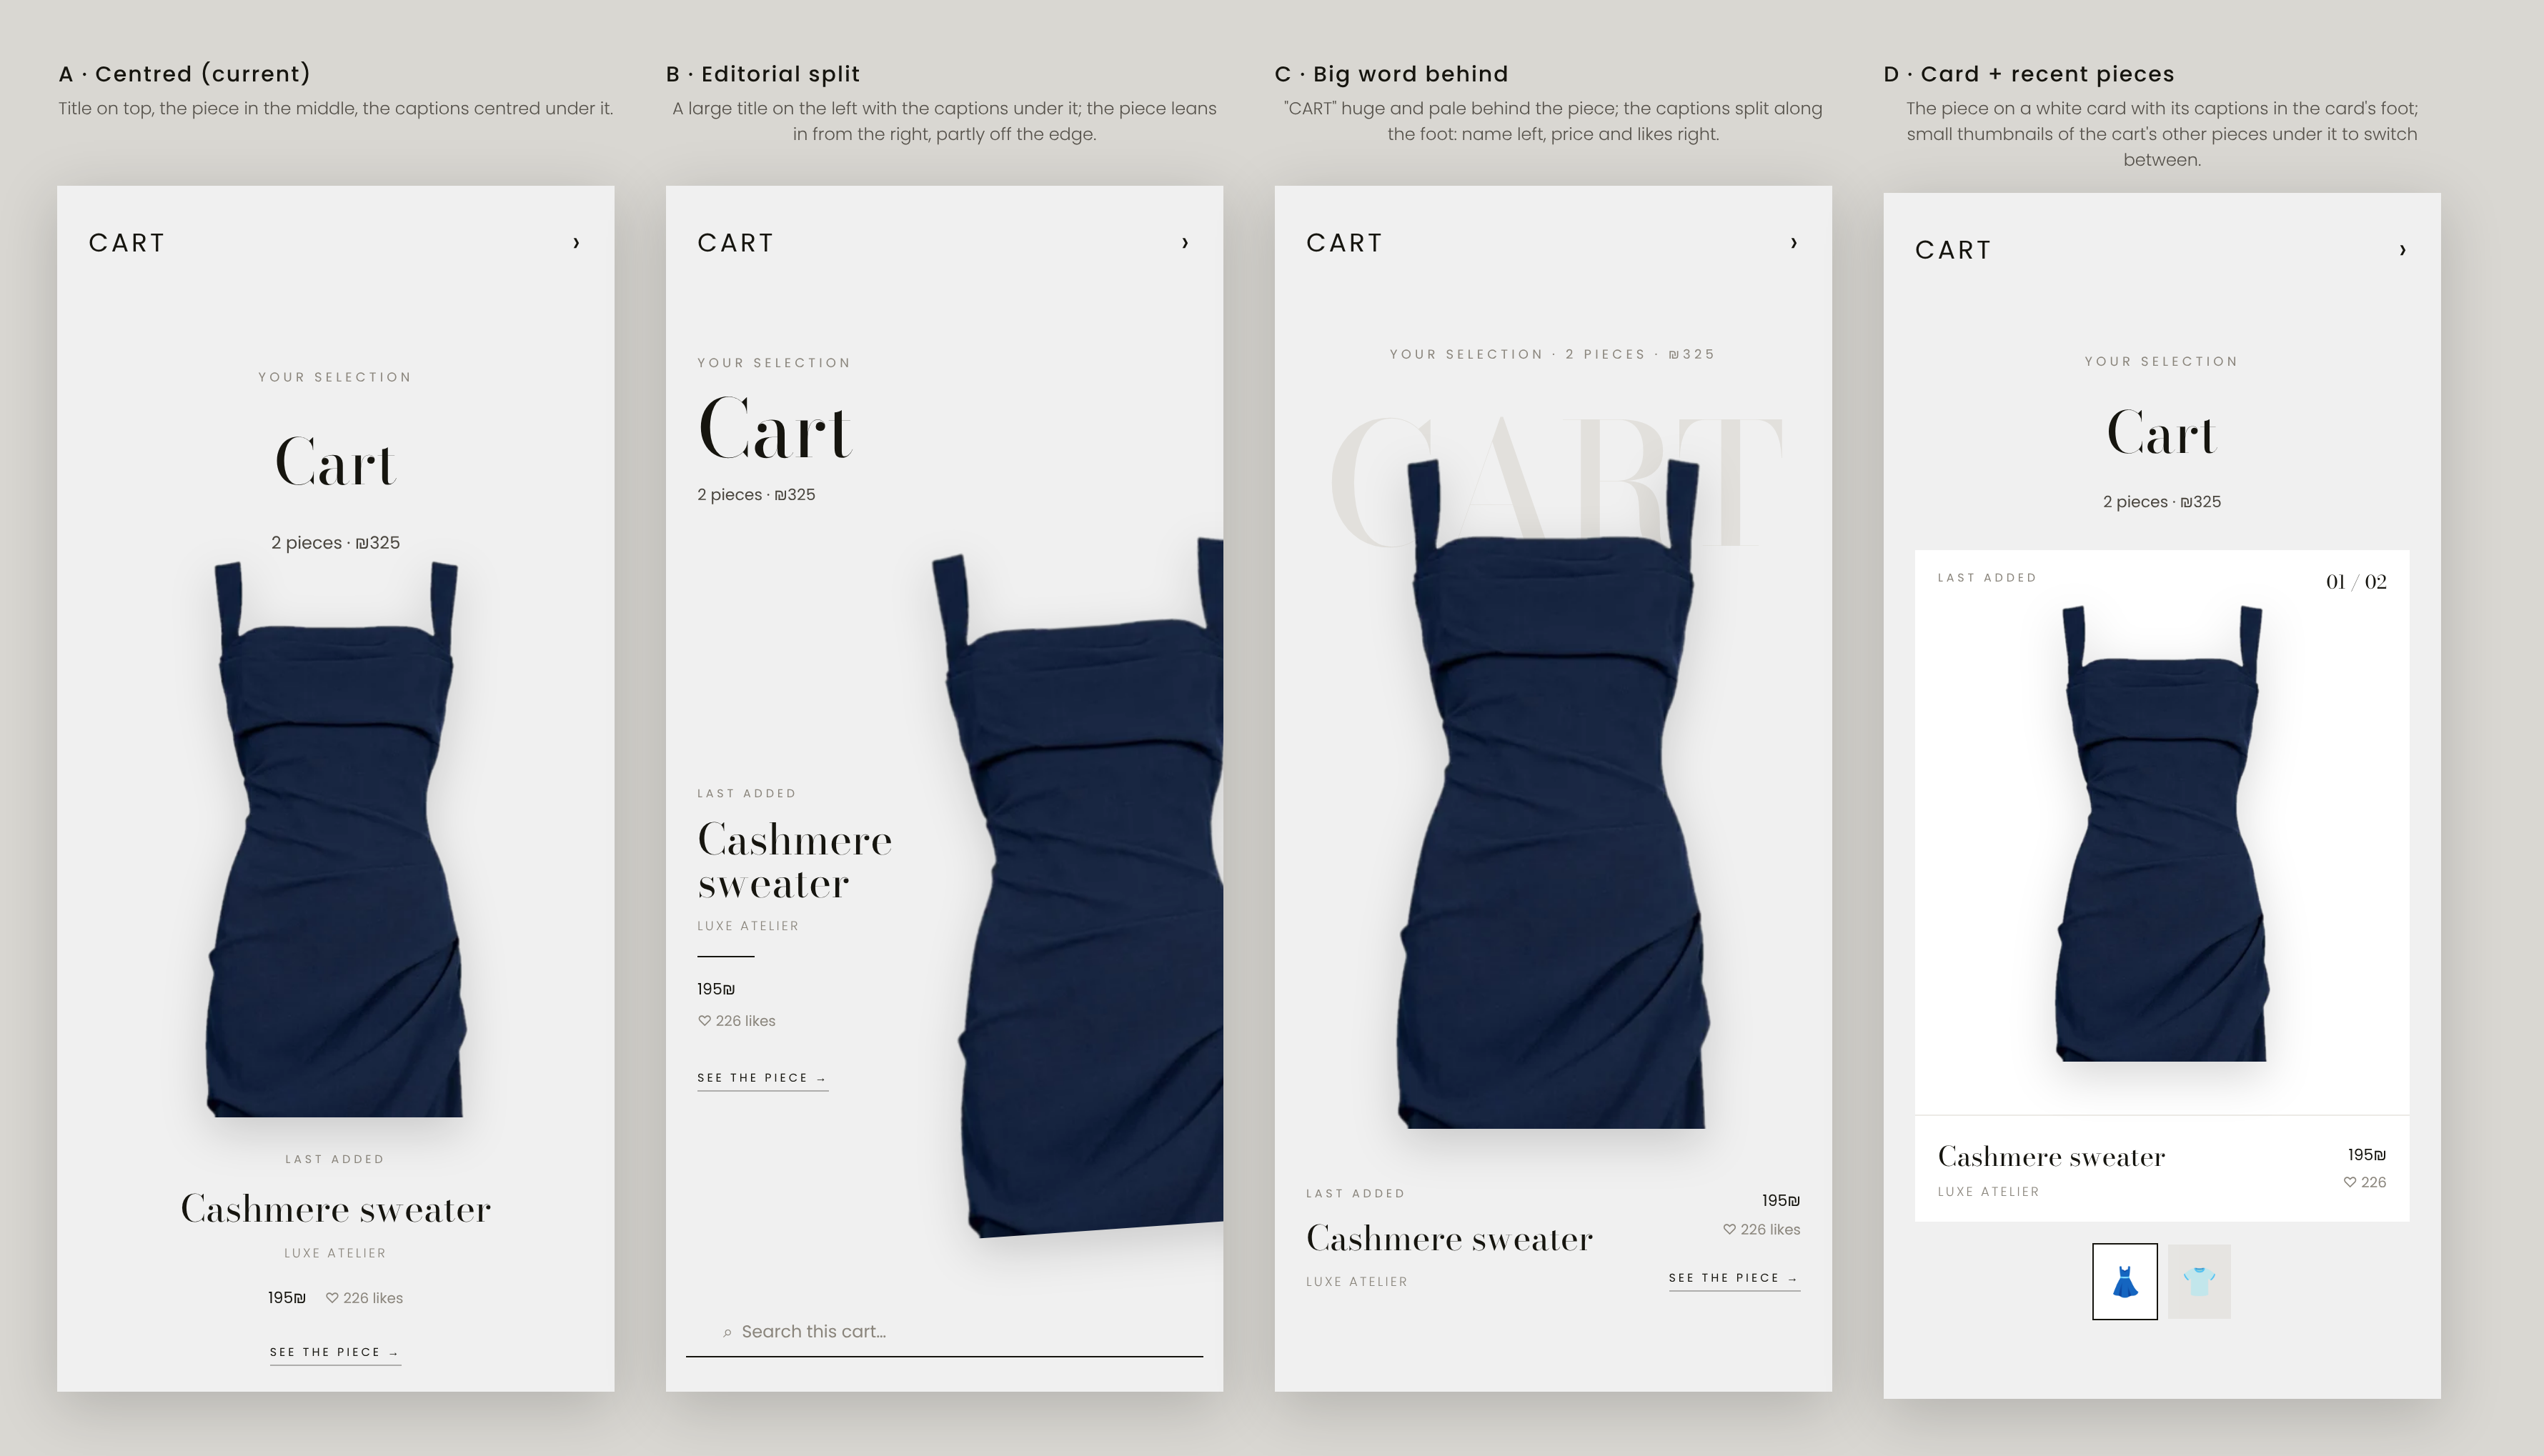 A · Centred (current)
Title on top, the piece in the middle, the captions centred under it.
CART ›
YOUR SELECTION
Cart
2 pieces · ₪325
LAST ADDED
Cashmere sweater
LUXE ATELIER
195₪ ♡ 226 likes
SEE THE PIECE →
B · Editorial split
A large title on the left with the captions under it; the piece leans
in from the right, partly off the edge.
CART ›
YOUR SELECTION
Cart
2 pieces · ₪325
LAST ADDED
Cashmere
sweater
LUXE ATELIER
195₪
♡ 226 likes
SEE THE PIECE →
⌕ Search this cart...
C · Big word behind
"CART" huge and pale behind the piece; the captions split along
the foot: name left, price and likes right.
CART ›
YOUR SELECTION · 2 PIECES · ₪325
CART
LAST ADDED
Cashmere sweater
LUXE ATELIER
195₪
♡ 226 likes
SEE THE PIECE →
D · Card + recent pieces
The piece on a white card with its captions in the card's foot;
small thumbnails of the cart's other pieces under it to switch
between.
CART ›
YOUR SELECTION
Cart
2 pieces · ₪325
LAST ADDED
01 / 02
Cashmere sweater
LUXE ATELIER
195₪
♡ 226